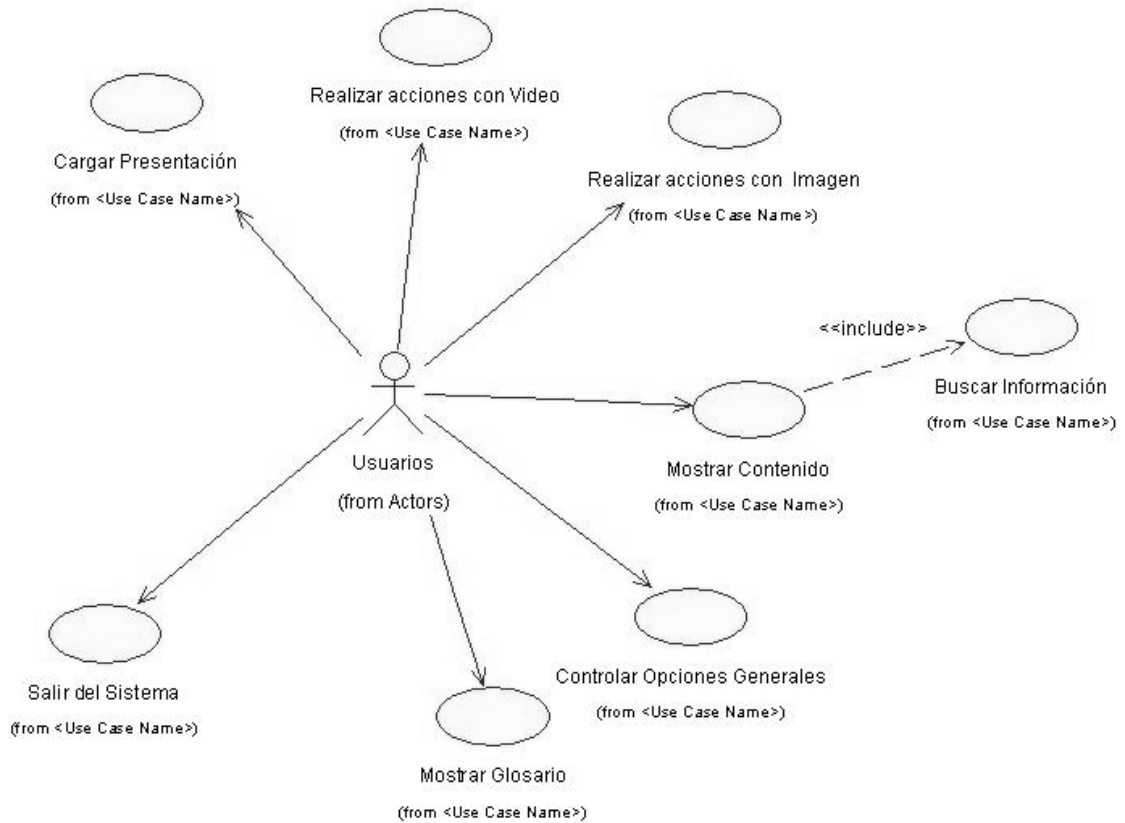 Realizar acciones con Video
(from <Use Case Name>)
Cargar Presentación
(from <Use Case Name>)
Realizar acciones con Imagen
(from <Use Case Name>)
<<include>>
Buscar Información
(from <Use Case Name>)
Usuarios
(from Actors)
Mostrar Contenido
(from <Use Case Name>)
Salir del Sistema
(from <Use Case Name>)
Controlar Opciones Generales
(from <Use Case Name>)
Mostrar Glosario
(from <Use Case Name>)